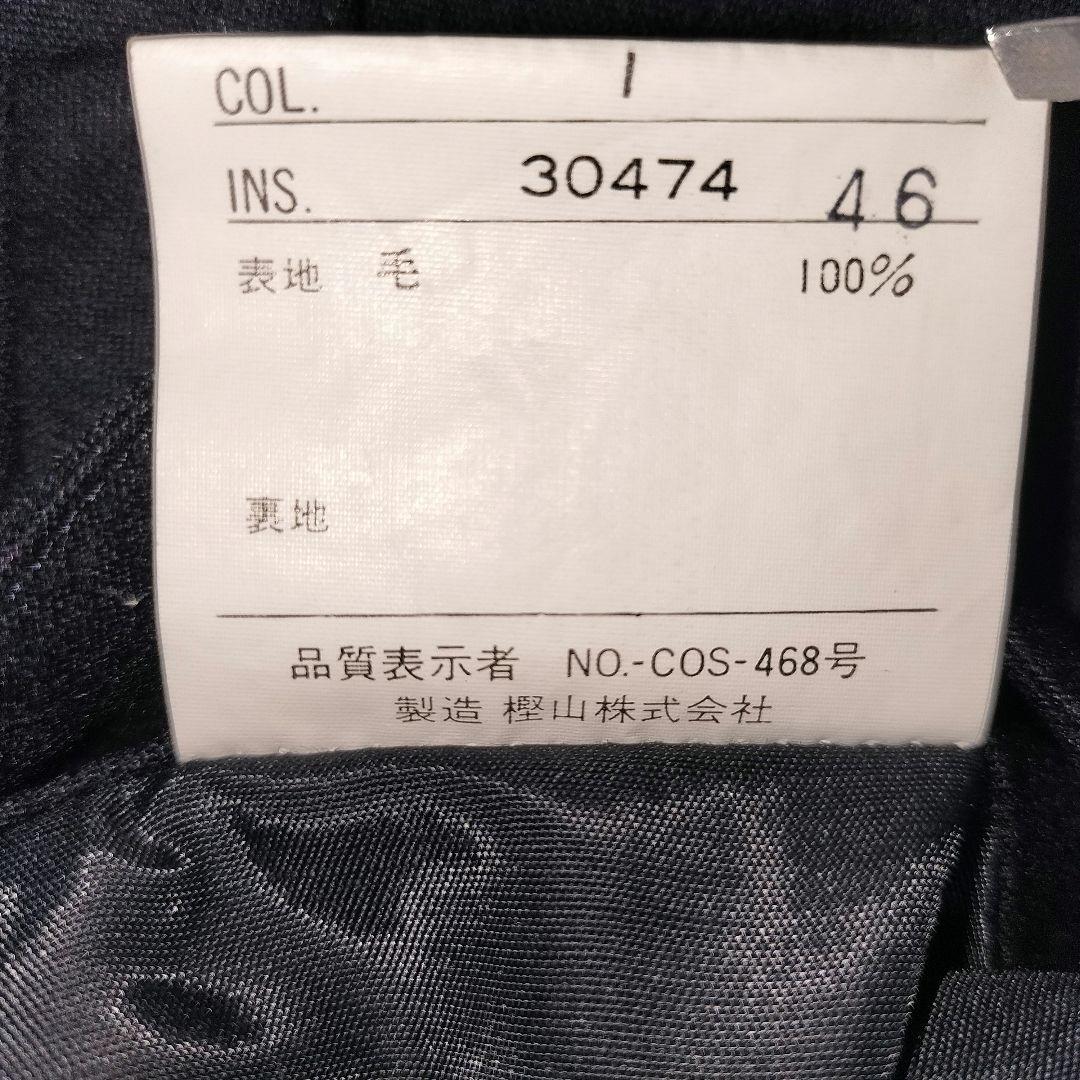 COL. 1
INS. 30474 46
表地 毛 100%
裏地
品質表示者 NO.-COS-468号
製造 樫山株式会社